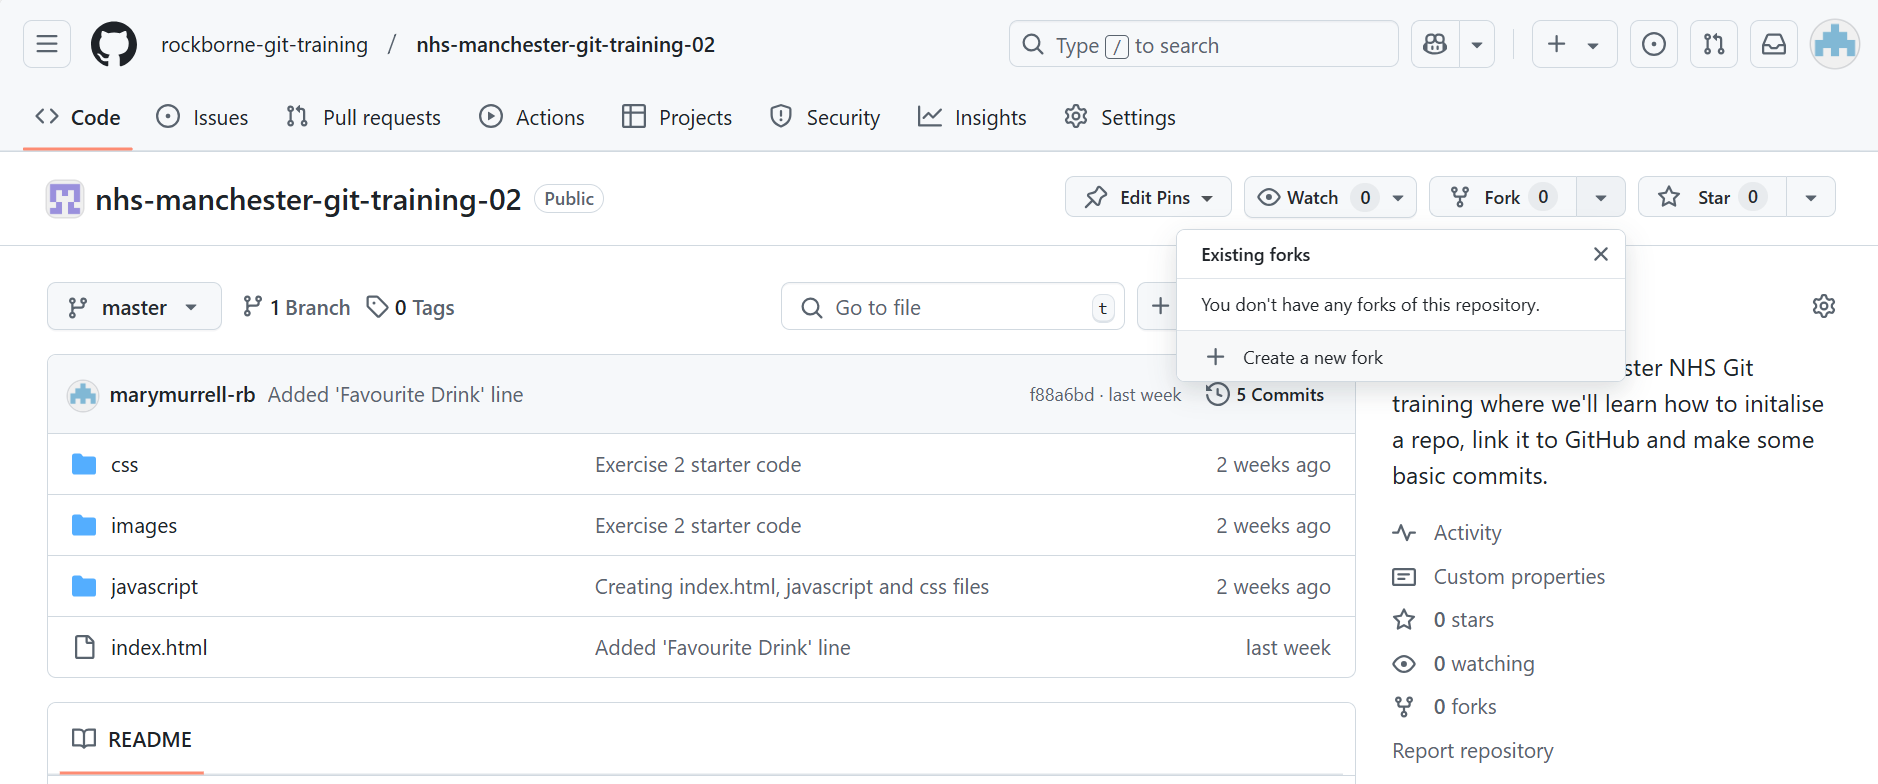 rockborne-git-training / nhs-manchester-git-training-02
Type / to search
Code Issues Pull requests Actions Projects Security Insights Settings
nhs-manchester-git-training-02 Public
Edit Pins Watch 0 Fork 0 Star 0
Existing forks
You don't have any forks of this repository.
Create a new fork
master 1 Branch 0 Tags Go to file t
marymurrell-rb Added 'Favourite Drink' line f88a6bd · last week 5 Commits
css Exercise 2 starter code 2 weeks ago
images Exercise 2 starter code 2 weeks ago
javascript Creating index.html, javascript and css files 2 weeks ago
index.html Added 'Favourite Drink' line last week
README
ster NHS Git
training where we'll learn how to initalise
a repo, link it to GitHub and make some
basic commits.
Activity
Custom properties
0 stars
0 watching
0 forks
Report repository